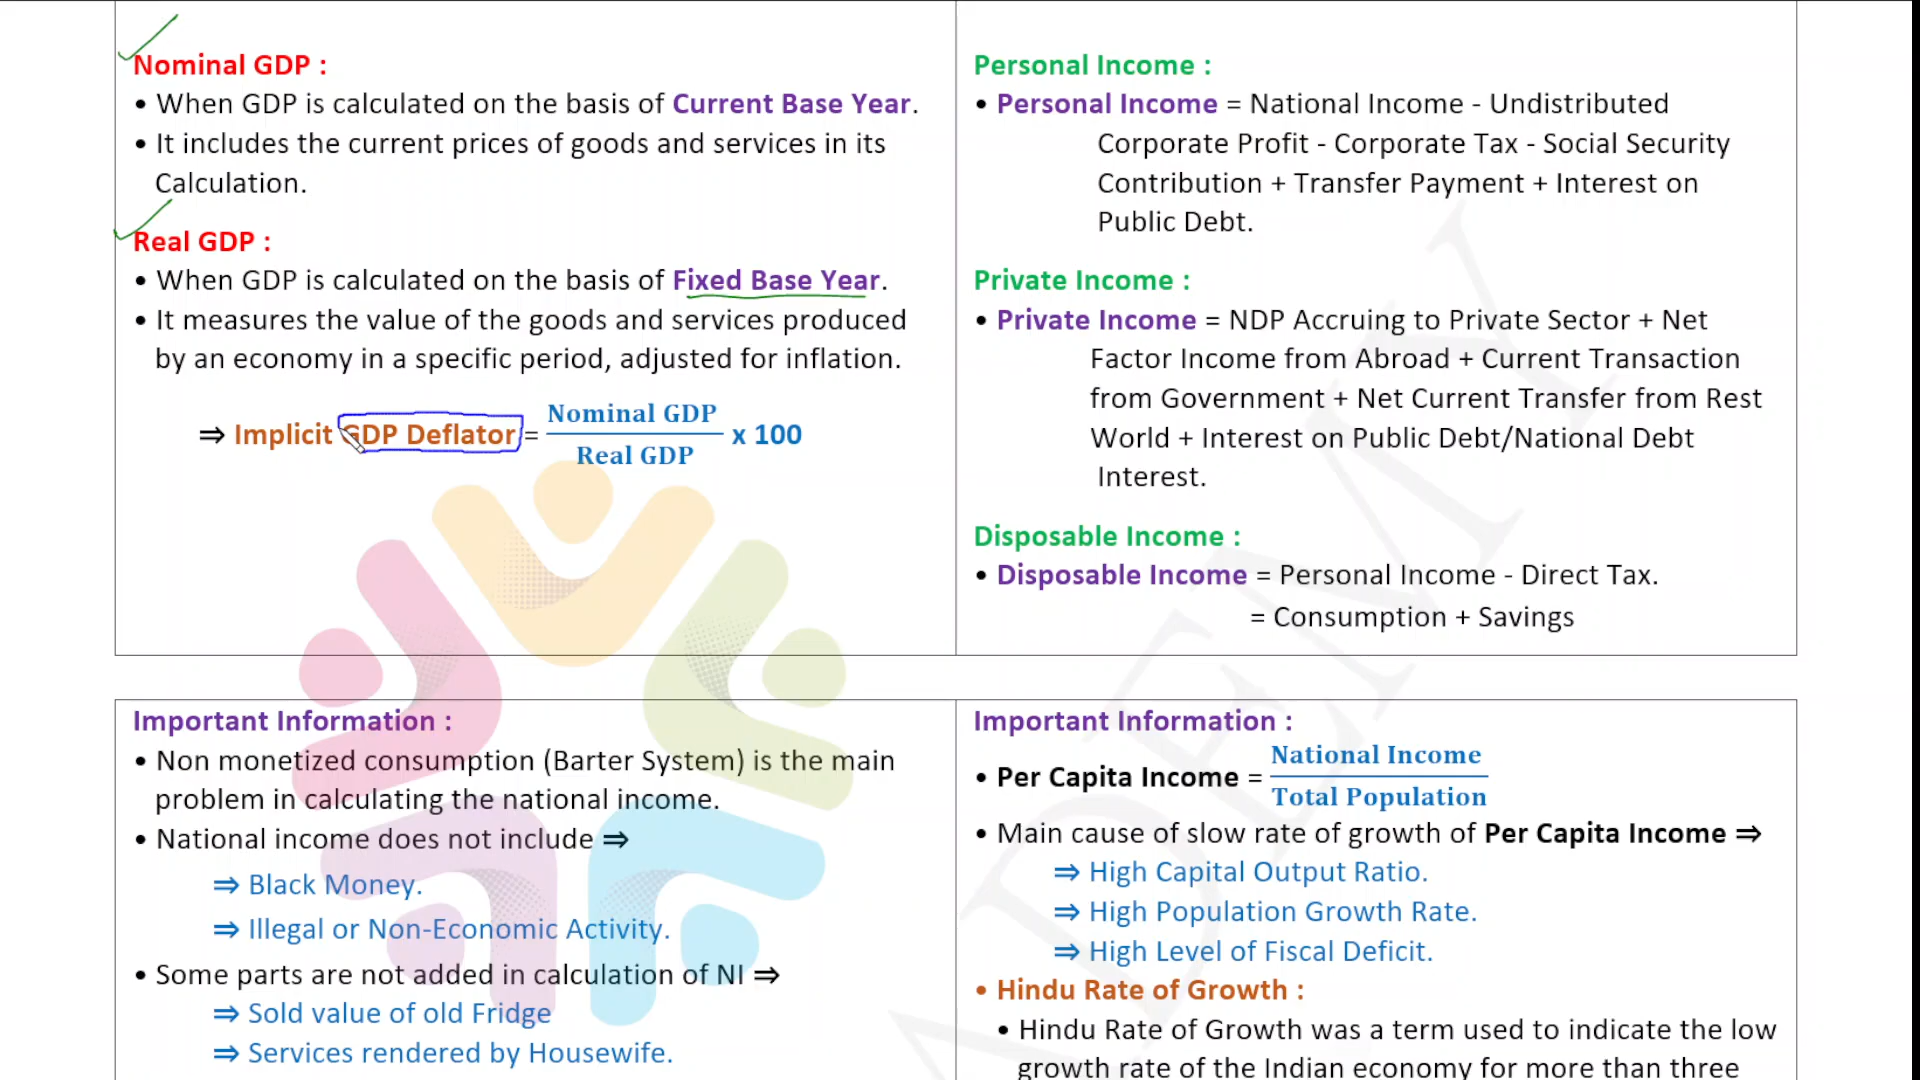 Nominal GDP :
• When GDP is calculated on the basis of Current Base Year.
• It includes the current prices of goods and services in its
Calculation.
Real GDP :
• When GDP is calculated on the basis of Fixed Base Year.
• It measures the value of the goods and services produced
by an economy in a specific period, adjusted for inflation.
⇒ Implicit GDP Deflator = Nominal GDP / Real GDP x 100
Personal Income :
• Personal Income = National Income - Undistributed
Corporate Profit - Corporate Tax - Social Security
Contribution + Transfer Payment + Interest on
Public Debt.
Private Income :
• Private Income = NDP Accruing to Private Sector + Net
Factor Income from Abroad + Current Transaction
from Government + Net Current Transfer from Rest
World + Interest on Public Debt/National Debt
Interest.
Disposable Income :
• Disposable Income = Personal Income - Direct Tax.
= Consumption + Savings
Important Information :
• Non monetized consumption (Barter System) is the main
problem in calculating the national income.
• National income does not include ⇒
⇒ Black Money.
⇒ Illegal or Non-Economic Activity.
• Some parts are not added in calculation of NI ⇒
⇒ Sold value of old Fridge
⇒ Services rendered by Housewife.
Important Information :
• Per Capita Income = National Income / Total Population
• Main cause of slow rate of growth of Per Capita Income ⇒
⇒ High Capital Output Ratio.
⇒ High Population Growth Rate.
⇒ High Level of Fiscal Deficit.
• Hindu Rate of Growth :
• Hindu Rate of Growth was a term used to indicate the low
growth rate of the Indian economy for more than three